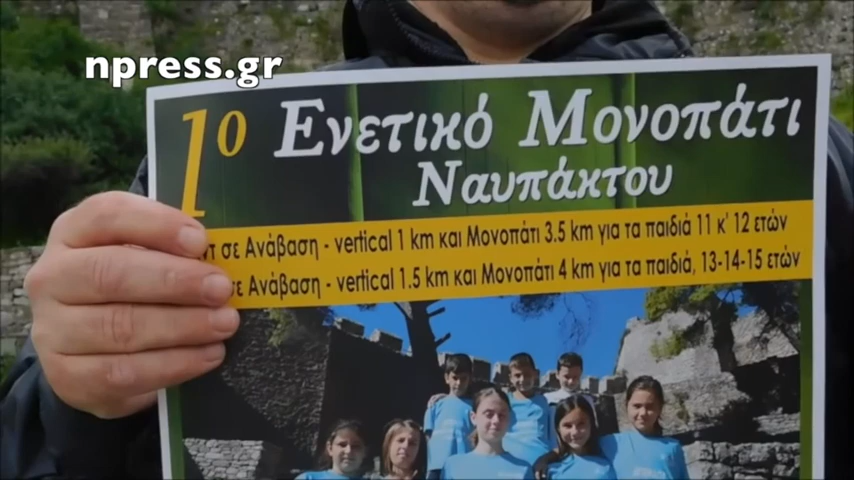 npress.gr
1º Ενετικό Μονοπάτι
Ναυπάκτου
σε Ανάβαση - vertical 1 km και Μονοπάτι 3.5 km για τα παιδιά 11 κ' 12 ετών
σε Ανάβαση - vertical 1.5 km και Μονοπάτι 4 km για τα παιδιά, 13-14-15 ετών